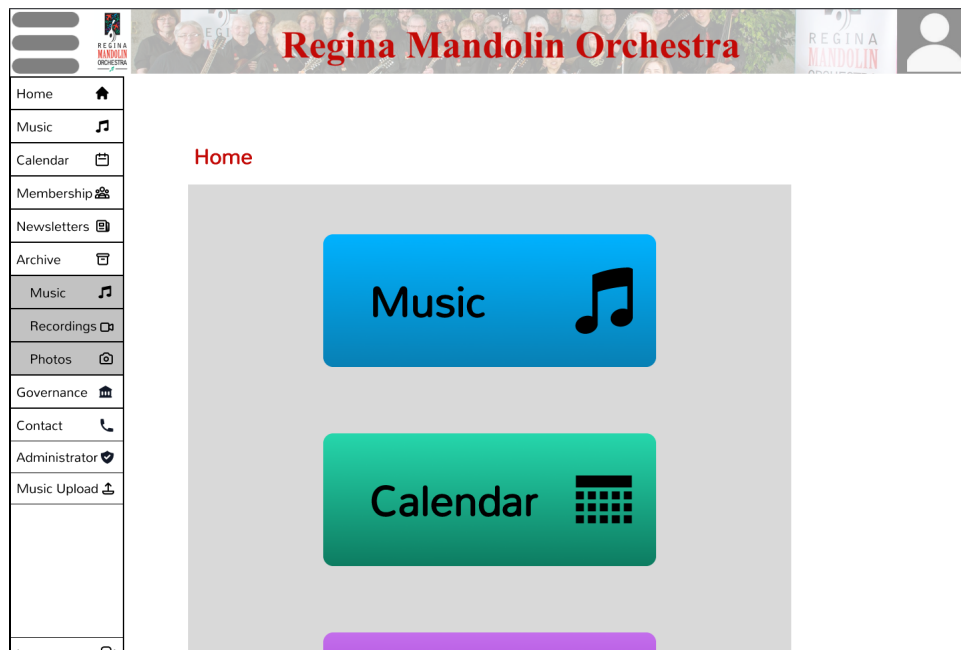 REGINA
MANDOLIN
ORCHESTRA
Regina Mandolin Orchestra
REGINA
MANDOLIN
Home
Music
Calendar
Membership
Newsletters
Archive
Music
Recordings
Photos
Governance
Contact
Administrator
Music Upload
Home
Music
Calendar